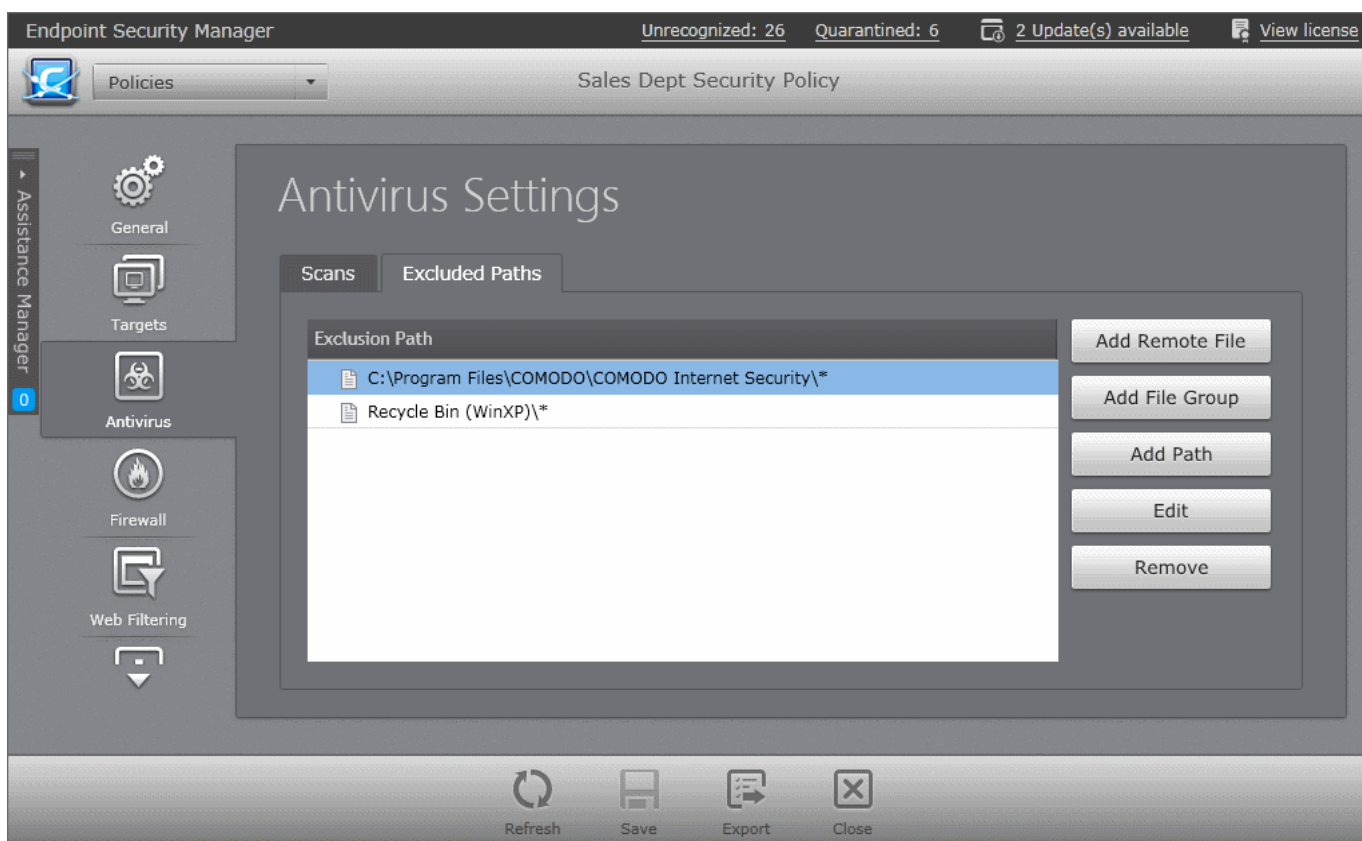 Endpoint Security Manager
Unrecognized: 26
Quarantined: 6
2 Update(s) available
View license
Policies
Sales Dept Security Policy
Assistance Manager
0
General
Targets
Antivirus
Firewall
Web Filtering
Antivirus Settings
Scans
Excluded Paths
Exclusion Path
C:\Program Files\COMODO\COMODO Internet Security\*
Recycle Bin (WinXP)\*
Add Remote File
Add File Group
Add Path
Edit
Remove
Refresh
Save
Export
Close